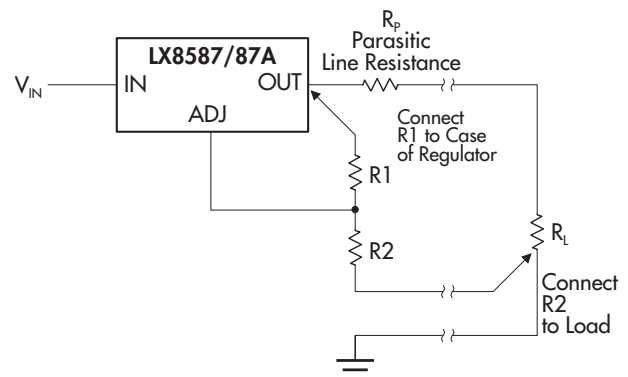 R_P
Parasitic
Line Resistance
LX8587/87A
V_IN
IN
OUT
ADJ
Connect
R1 to Case
of Regulator
R1
R2
R_L
Connect
R2
to Load